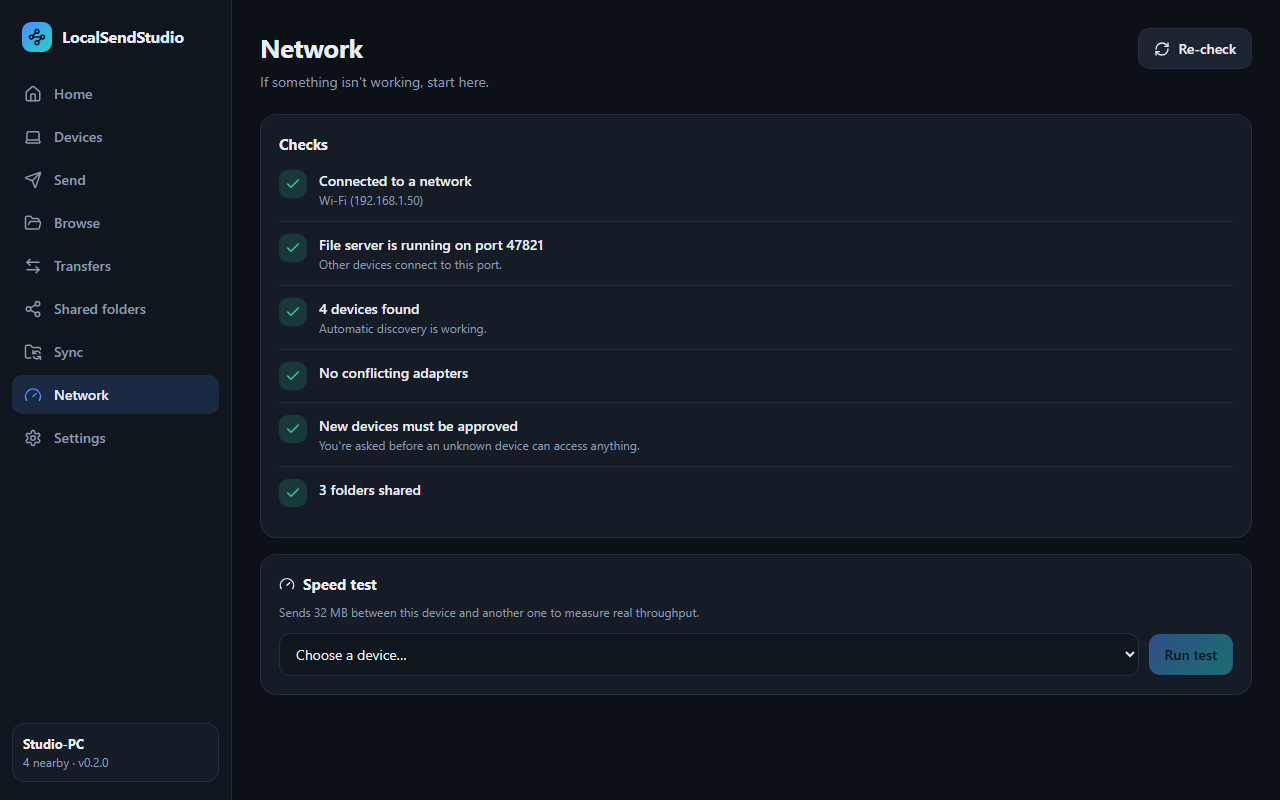 LocalSendStudio
Home
Devices
Send
Browse
Transfers
Shared folders
Sync
Network
Settings
Studio-PC
4 nearby · v0.2.0
Network
If something isn't working, start here.
Re-check
Checks
Connected to a network
Wi-Fi (192.168.1.50)
File server is running on port 47821
Other devices connect to this port.
4 devices found
Automatic discovery is working.
No conflicting adapters
New devices must be approved
You're asked before an unknown device can access anything.
3 folders shared
Speed test
Sends 32 MB between this device and another one to measure real throughput.
Choose a device...
Run test